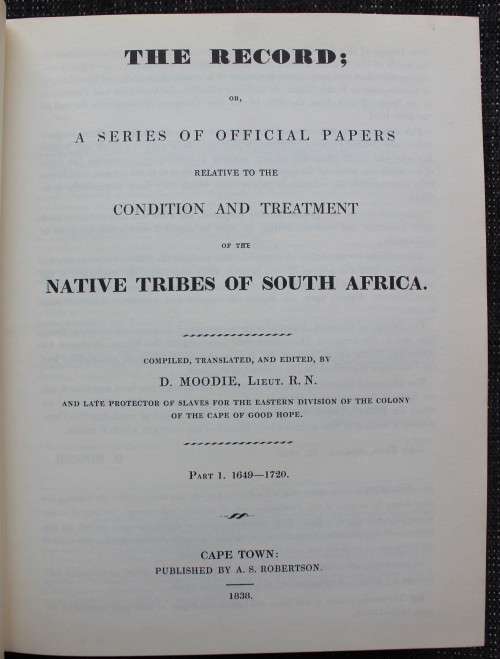 THE RECORD;
OR,
A SERIES OF OFFICIAL PAPERS
RELATIVE TO THE
CONDITION AND TREATMENT
OF THE
NATIVE TRIBES OF SOUTH AFRICA.
COMPILED, TRANSLATED, AND EDITED, BY
D. MOODIE, LIEUT. R. N.
AND LATE PROTECTOR OF SLAVES FOR THE EASTERN DIVISION OF THE COLONY
OF THE CAPE OF GOOD HOPE.
PART 1. 1649—1720.
CAPE TOWN:
PUBLISHED BY A. S. ROBERTSON.
1838.